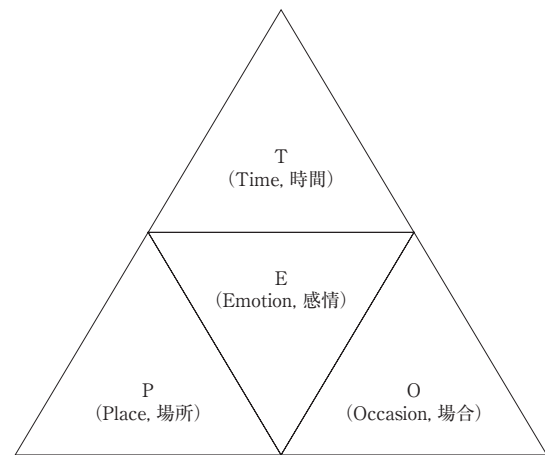 T
(Time, 時間)
E
(Emotion, 感情)
P
(Place, 場所)
O
(Occasion, 場合)